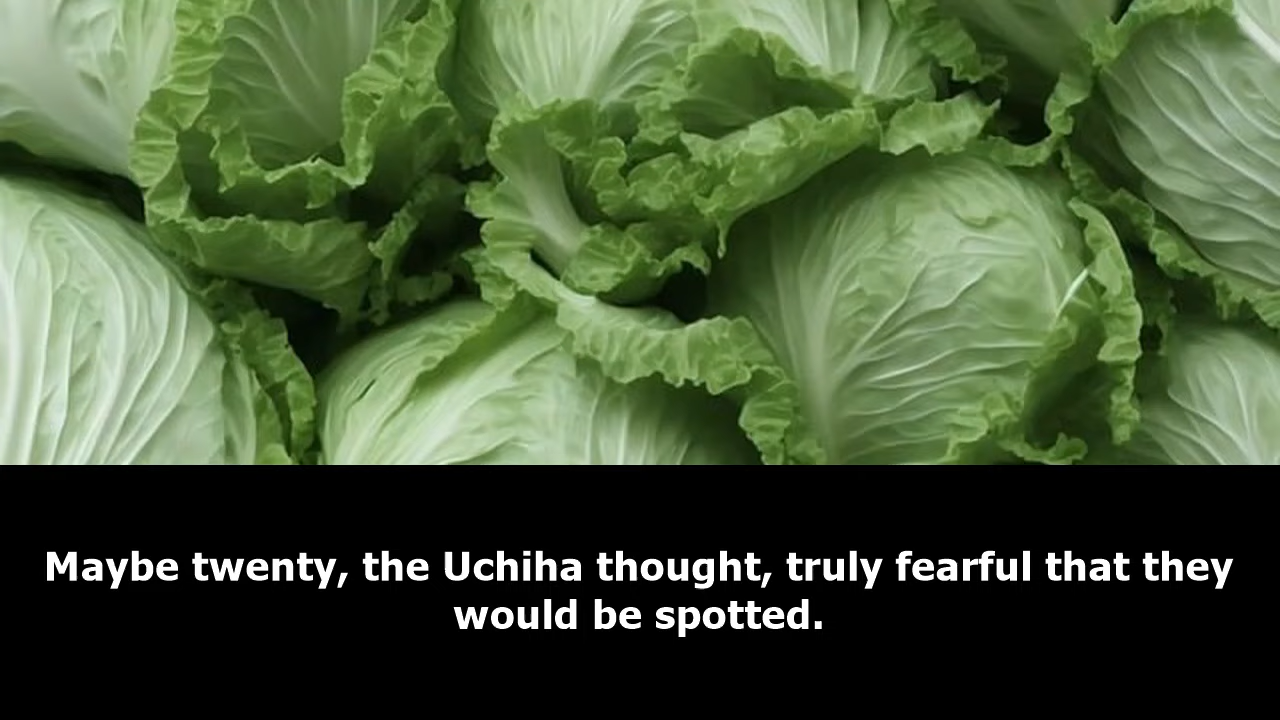 Maybe twenty, the Uchiha thought, truly fearful that they
would be spotted.